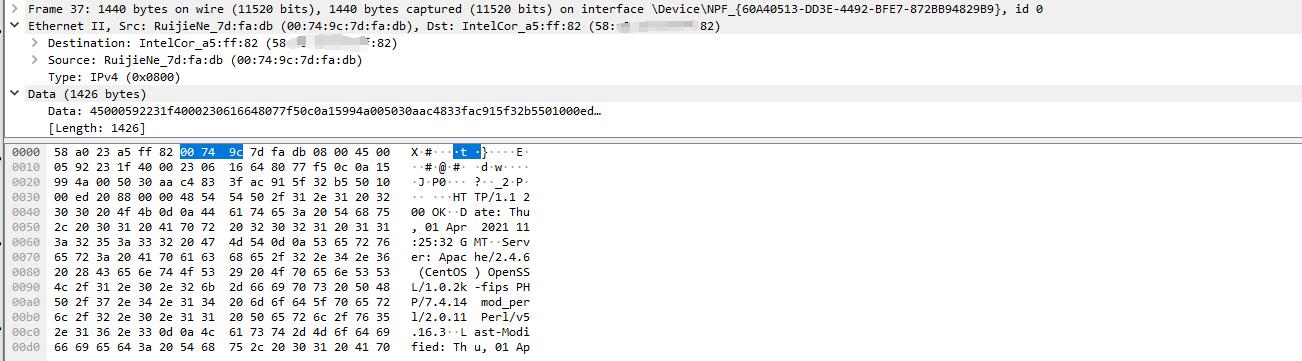 Frame 37: 1440 bytes on wire (11520 bits), 1440 bytes captured (11520 bits) on interface \Device\NPF_{60A40513-DD3E-4492-BFE7-872BB94829B9}, id 0
Ethernet II, Src: RuijieNe_7d:fa:db (00:74:9c:7d:fa:db), Dst: IntelCor_a5:ff:82 (58: 82)
Destination: IntelCor_a5:ff:82 (58 :82)
Source: RuijieNe_7d:fa:db (00:74:9c:7d:fa:db)
Type: IPv4 (0x0800)
Data (1426 bytes)
Data: 45000592231f4000230616648077f50c0a15994a005030aac4833fac915f32b5501000ed…
[Length: 1426]
0000 58 a0 23 a5 ff 82 00 74 9c 7d fa db 08 00 45 00 X·#····t ·}····E·
0010 05 92 23 1f 40 00 23 06 16 64 80 77 f5 0c 0a 15 ··#·@·#· ·d·w····
0020 99 4a 00 50 30 aa c4 83 3f ac 91 5f 32 b5 50 10 ·J·P0··· ?··_2·P·
0030 00 ed 20 88 00 00 48 54 54 50 2f 31 2e 31 20 32 ·· ···HT TP/1.1 2
0040 30 30 20 4f 4b 0d 0a 44 61 74 65 3a 20 54 68 75 00 OK··D ate: Thu
0050 2c 20 30 31 20 41 70 72 20 32 30 32 31 20 31 31 , 01 Apr 2021 11
0060 3a 32 35 3a 33 32 20 47 4d 54 0d 0a 53 65 72 76 :25:32 G MT··Serv
0070 65 72 3a 20 41 70 61 63 68 65 2f 32 2e 34 2e 36 er: Apac he/2.4.6
0080 20 28 43 65 6e 74 4f 53 29 20 4f 70 65 6e 53 53 (CentOS ) OpenSS
0090 4c 2f 31 2e 30 2e 32 6b 2d 66 69 70 73 20 50 48 L/1.0.2k -fips PH
00a0 50 2f 37 2e 34 2e 31 34 20 6d 6f 64 5f 70 65 72 P/7.4.14 mod_per
00b0 6c 2f 32 2e 30 2e 31 31 20 50 65 72 6c 2f 76 35 l/2.0.11 Perl/v5
00c0 2e 31 36 2e 33 0d 0a 4c 61 73 74 2d 4d 6f 64 69 .16.3··L ast-Modi
00d0 66 69 65 64 3a 20 54 68 75 2c 20 30 31 20 41 70 fied: Th u, 01 Ap